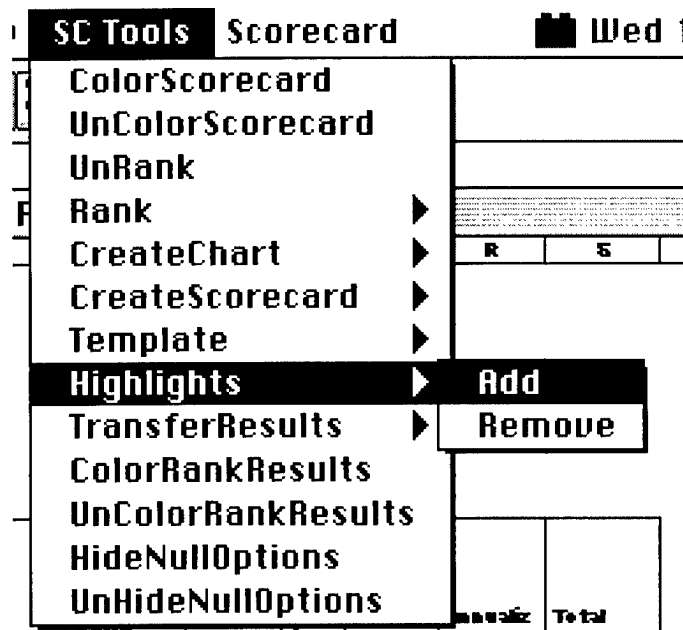 SC Tools Scorecard Wed
ColorScorecard
UnColorScorecard
UnRank
Rank
CreateChart
R S
CreateScorecard
Template
Highlights Add
TransferResults Remove
ColorRankResults
UnColorRankResults
HideNullOptions
UnHideNullOptions
Total